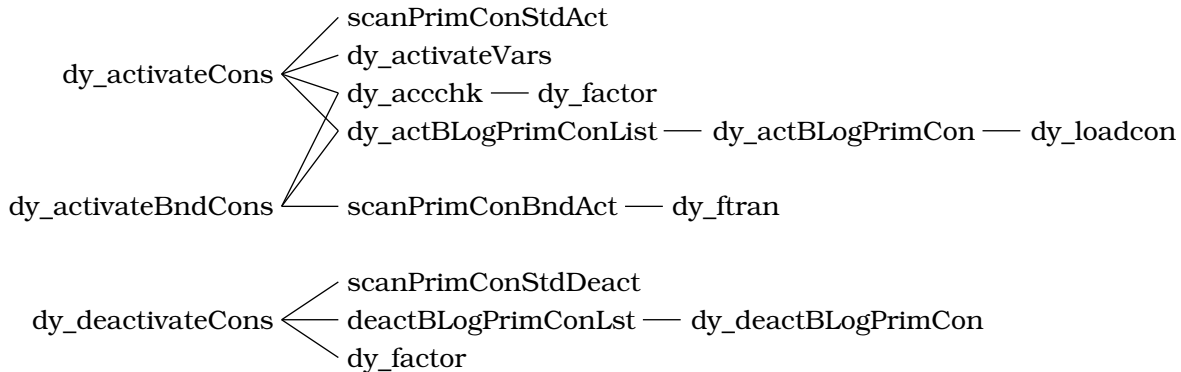 scanPrimConStdAct
dy_activateVars
dy_activateCons
dy_accchk dy_factor
dy_actBLogPrimConList dy_actBLogPrimCon dy_loadcon
dy_activateBndCons scanPrimConBndAct dy_ftran
scanPrimConStdDeact
dy_deactivateCons deactBLogPrimConLst dy_deactBLogPrimCon
dy_factor